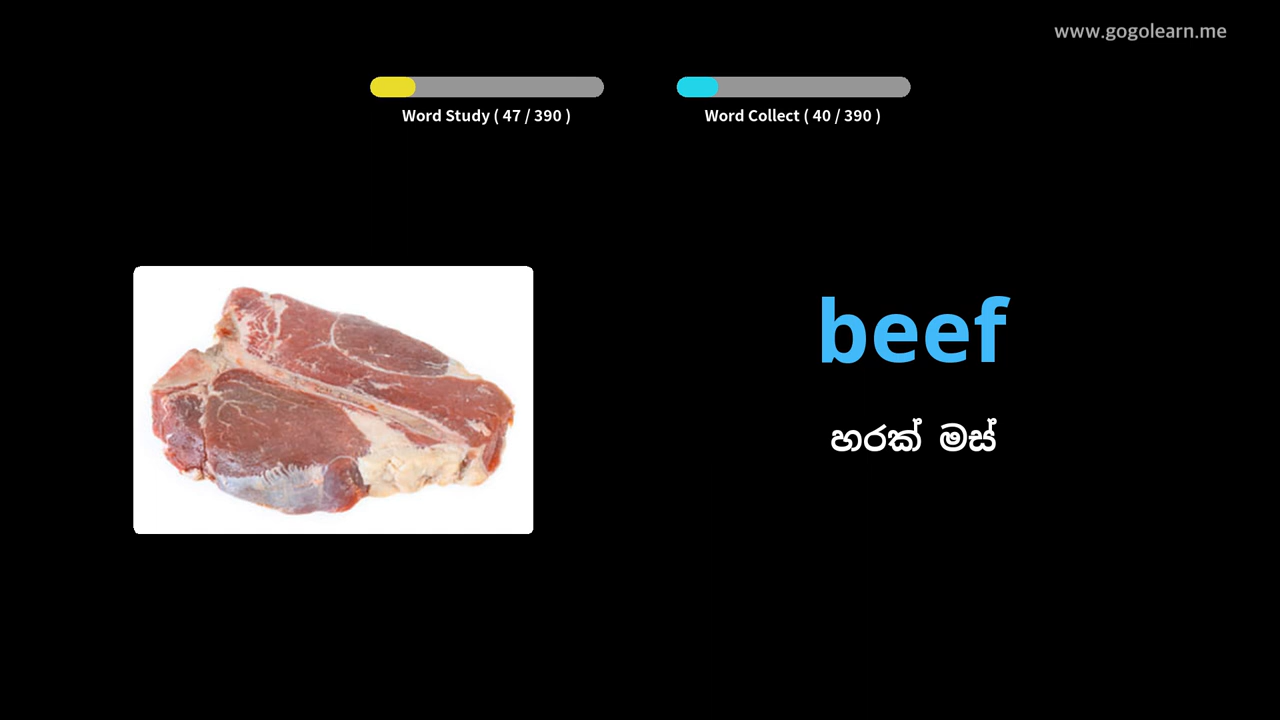 www.gogolearn.me
Word Study ( 47 / 390 )
Word Collect ( 40 / 390 )
beef
හරක් මස්